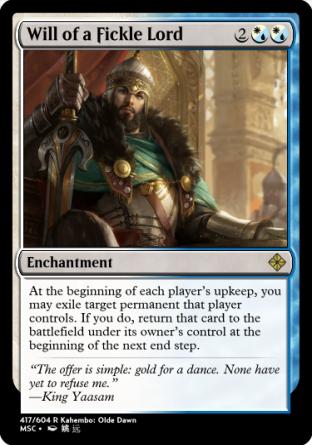 Will of a Fickle Lord 2
Enchantment
At the beginning of each player's upkeep, you
may exile target permanent that player
controls. If you do, return that card to the
battlefield under its owner's control at the
beginning of the next end step.
"The offer is simple: gold for a dance. None have
yet to refuse me."
—King Yaasam
417/604 R Kahembo: Olde Dawn
MSC •